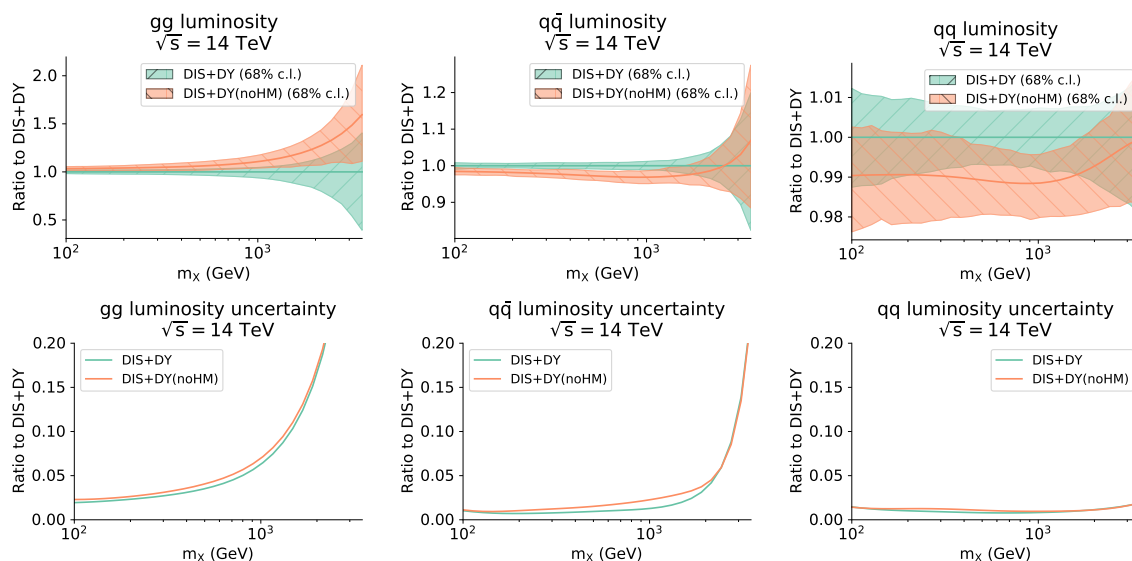 gg luminosity
√s = 14 TeV
Ratio to DIS+DY
2.0
1.5
1.0
0.5
DIS+DY (68% c.l.)
DIS+DY(noHM) (68% c.l.)
10²
10³
mX (GeV)
qq̄ luminosity
√s = 14 TeV
Ratio to DIS+DY
1.2
1.1
1.0
0.9
DIS+DY (68% c.l.)
DIS+DY(noHM) (68% c.l.)
10²
10³
mX (GeV)
qq luminosity
√s = 14 TeV
Ratio to DIS+DY
1.01
1.00
0.99
0.98
DIS+DY (68% c.l.)
DIS+DY(noHM) (68% c.l.)
10²
10³
mX (GeV)
gg luminosity uncertainty
√s = 14 TeV
Ratio to DIS+DY
0.20
0.15
0.10
0.05
0.00
DIS+DY
DIS+DY(noHM)
10²
10³
mX (GeV)
qq̄ luminosity uncertainty
√s = 14 TeV
Ratio to DIS+DY
0.20
0.15
0.10
0.05
0.00
DIS+DY
DIS+DY(noHM)
10²
10³
mX (GeV)
qq luminosity uncertainty
√s = 14 TeV
Ratio to DIS+DY
0.20
0.15
0.10
0.05
0.00
DIS+DY
DIS+DY(noHM)
10²
10³
mX (GeV)